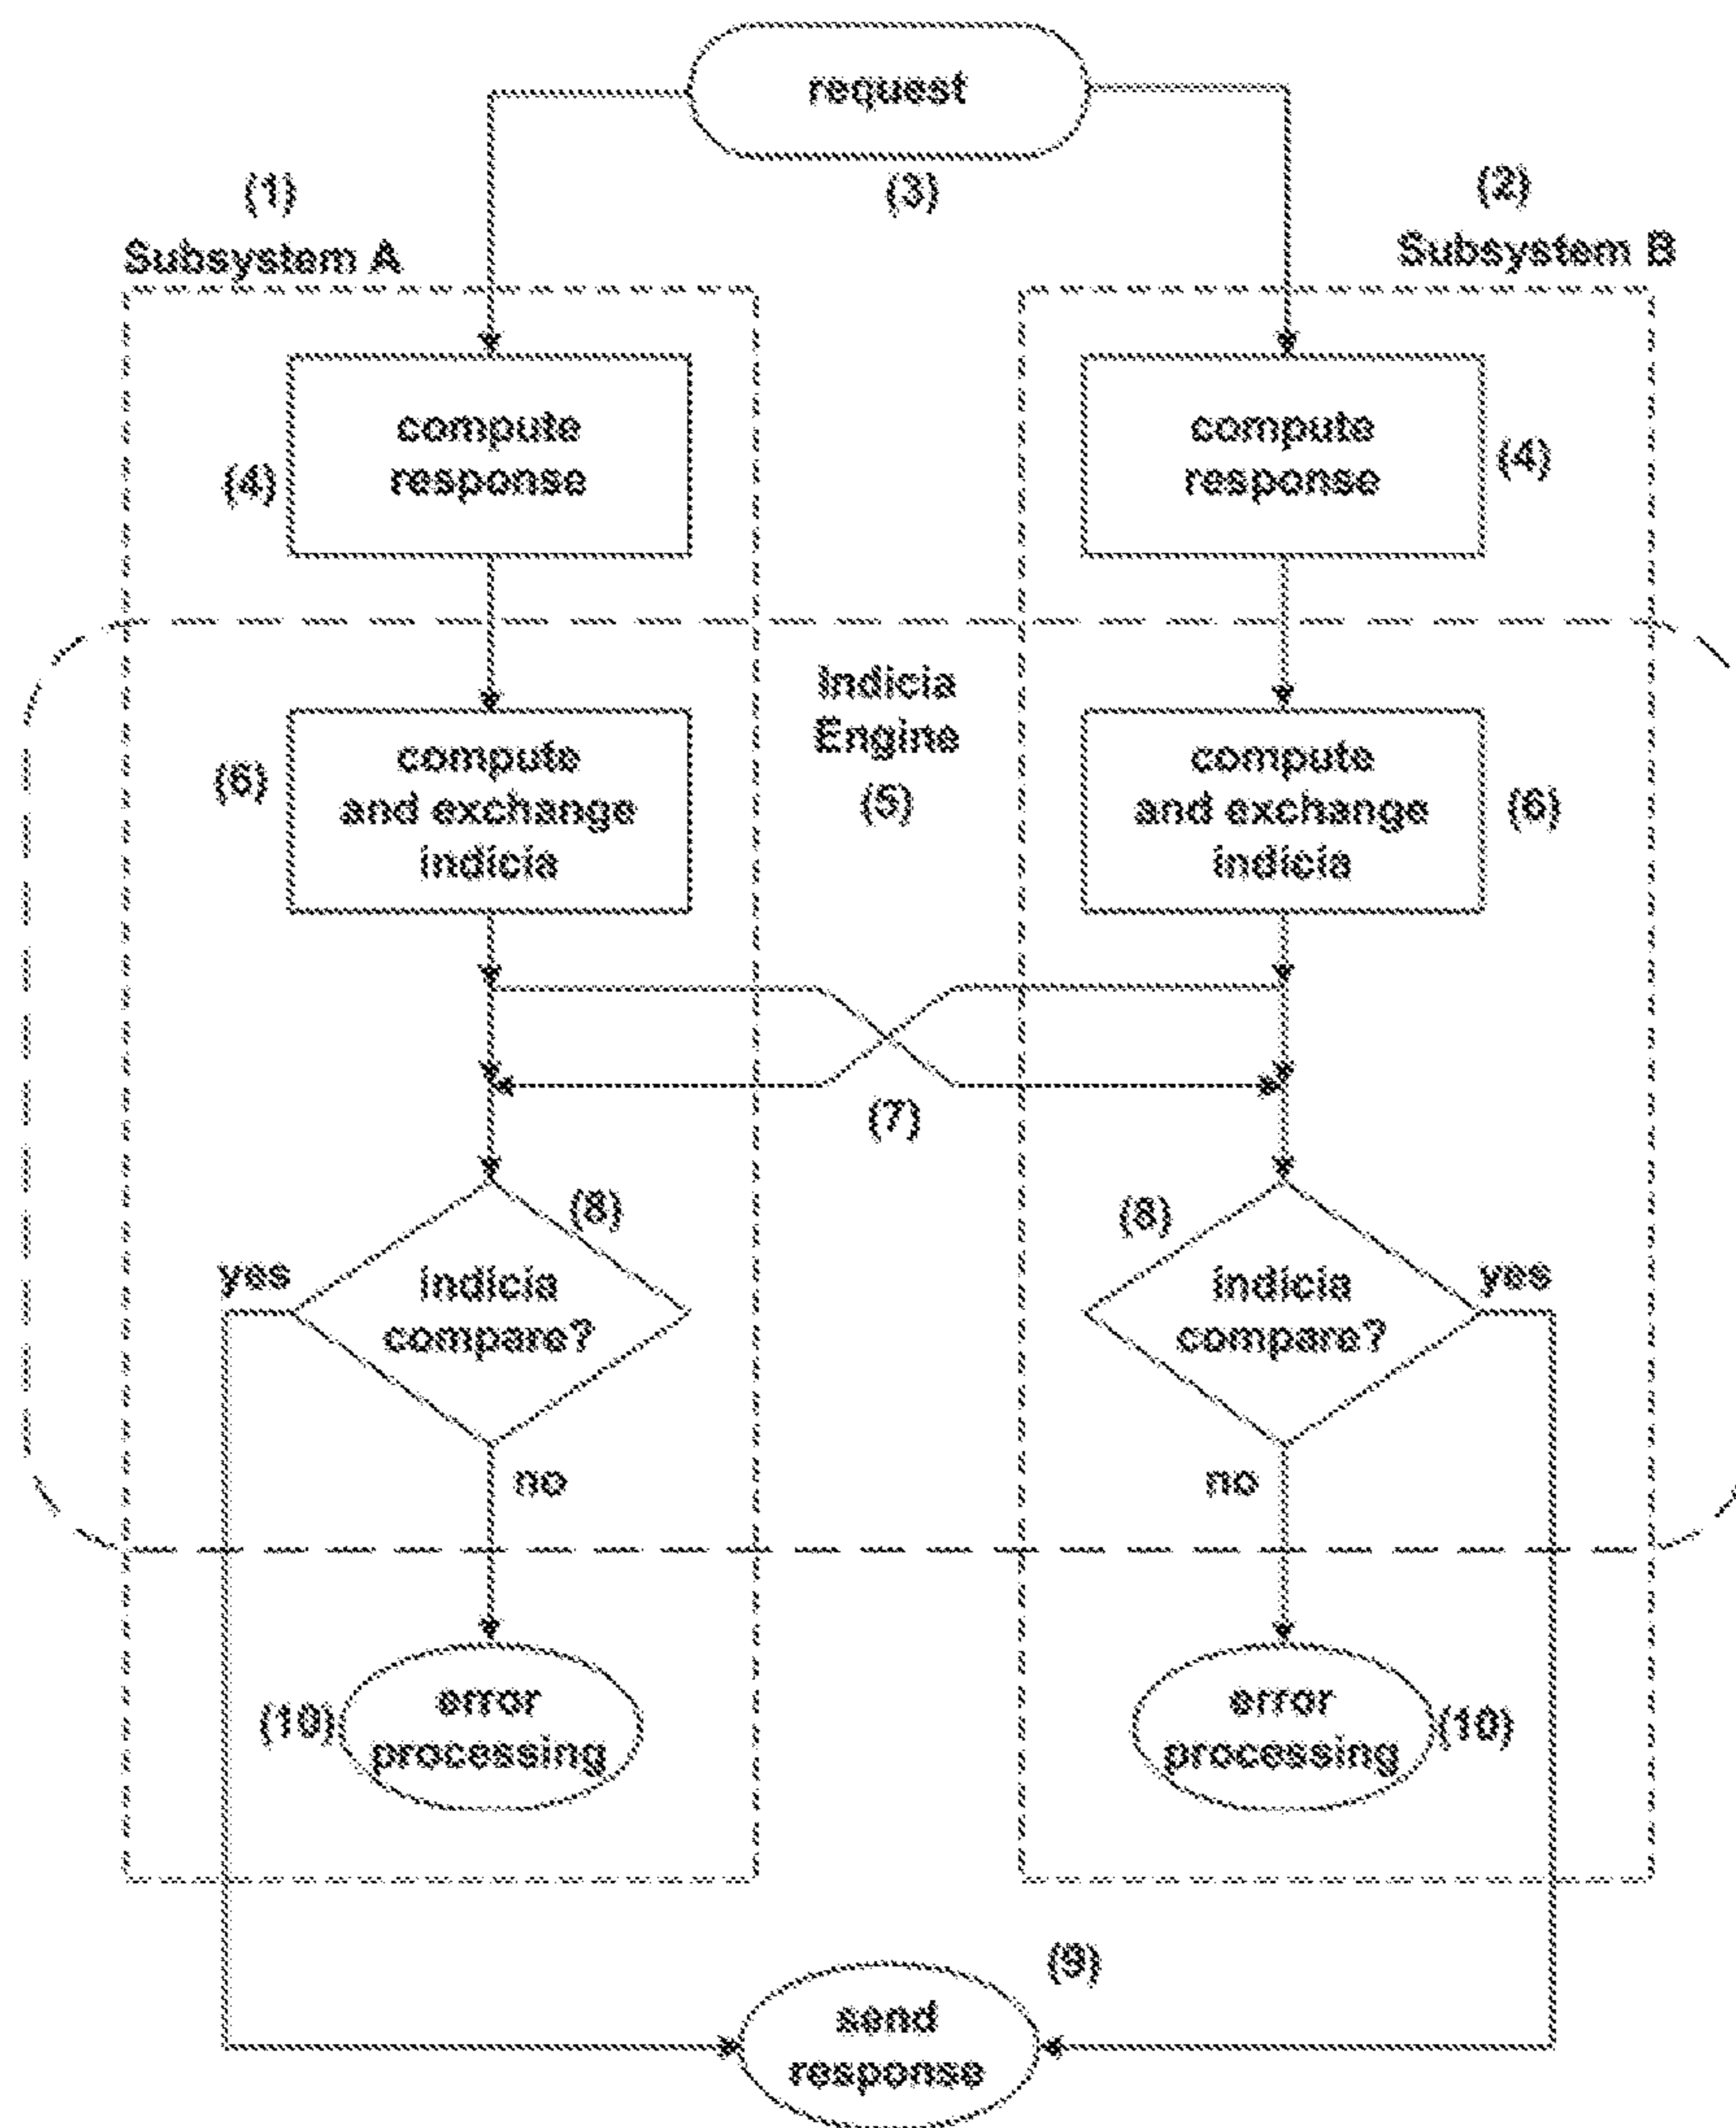 request
(3)
(1)
Subsystem A
(2)
Subsystem B
compute
response
(4)
compute
response
(4)
Indicia
Engine
(5)
compute
and exchange
indicia
(6)
compute
and exchange
indicia
(6)
(7)
(8)
indicia
compare?
yes
no
(8)
indicia
compare?
yes
no
error
processing
(10)
error
processing
(10)
(9)
send
response